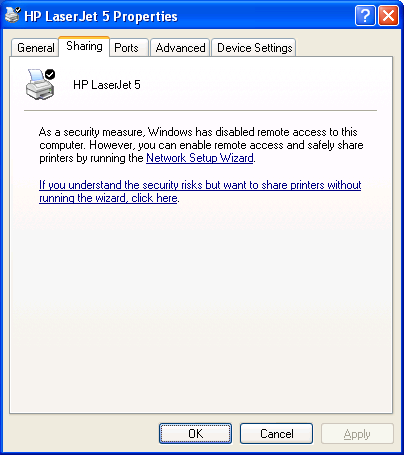 HP LaserJet 5 Properties
General Sharing Ports Advanced Device Settings
HP LaserJet 5
As a security measure, Windows has disabled remote access to this
computer. However, you can enable remote access and safely share
printers by running the Network Setup Wizard.
If you understand the security risks but want to share printers without
running the wizard, click here.
OK Cancel Apply